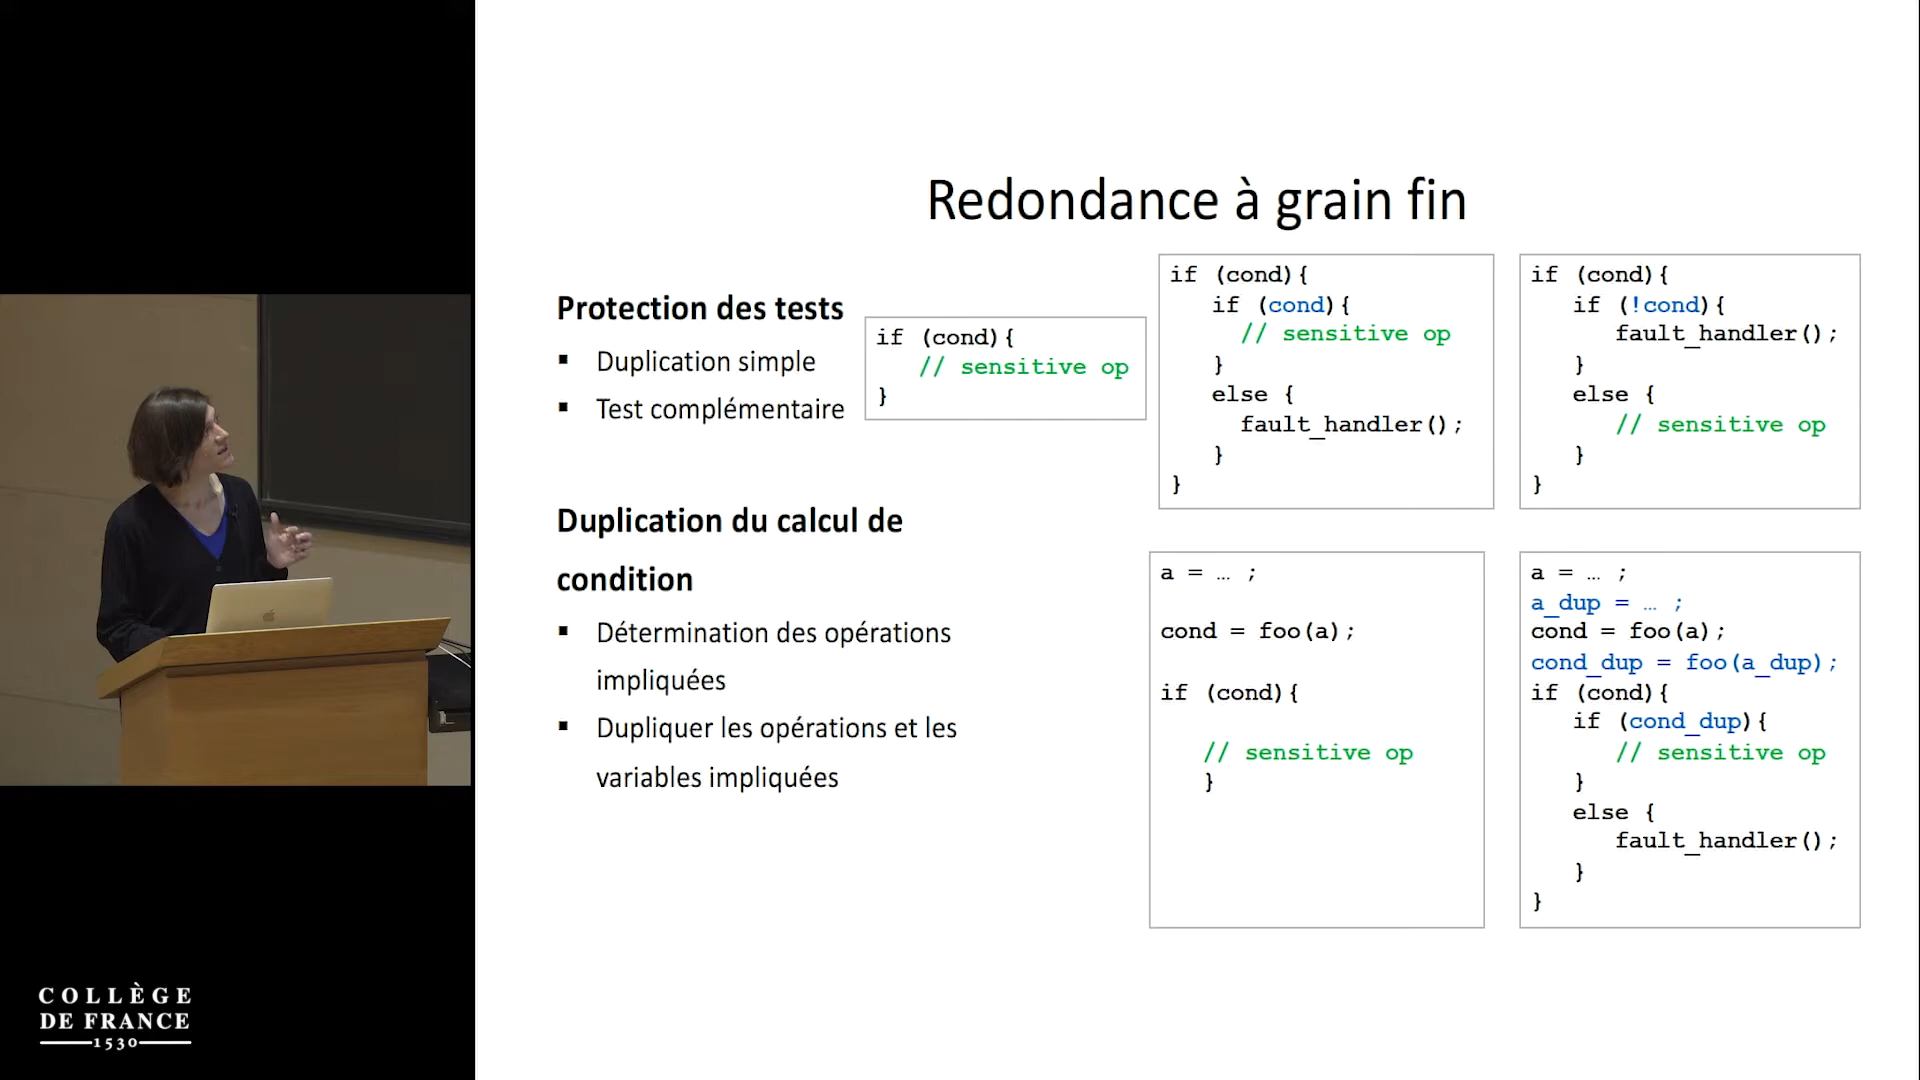 Redondance à grain fin
Protection des tests
▪ Duplication simple
▪ Test complémentaire
if (cond){
// sensitive op
}
if (cond){
if (cond){
// sensitive op
}
else {
fault_handler();
}
}
if (cond){
if (!cond){
fault_handler();
}
else {
// sensitive op
}
}
Duplication du calcul de
condition
▪ Détermination des opérations
impliquées
▪ Dupliquer les opérations et les
variables impliquées
a = … ;
cond = foo(a);
if (cond){
// sensitive op
}
a = … ;
a_dup = … ;
cond = foo(a);
cond_dup = foo(a_dup);
if (cond){
if (cond_dup){
// sensitive op
}
else {
fault_handler();
}
}
COLLÈGE
DE FRANCE
1530